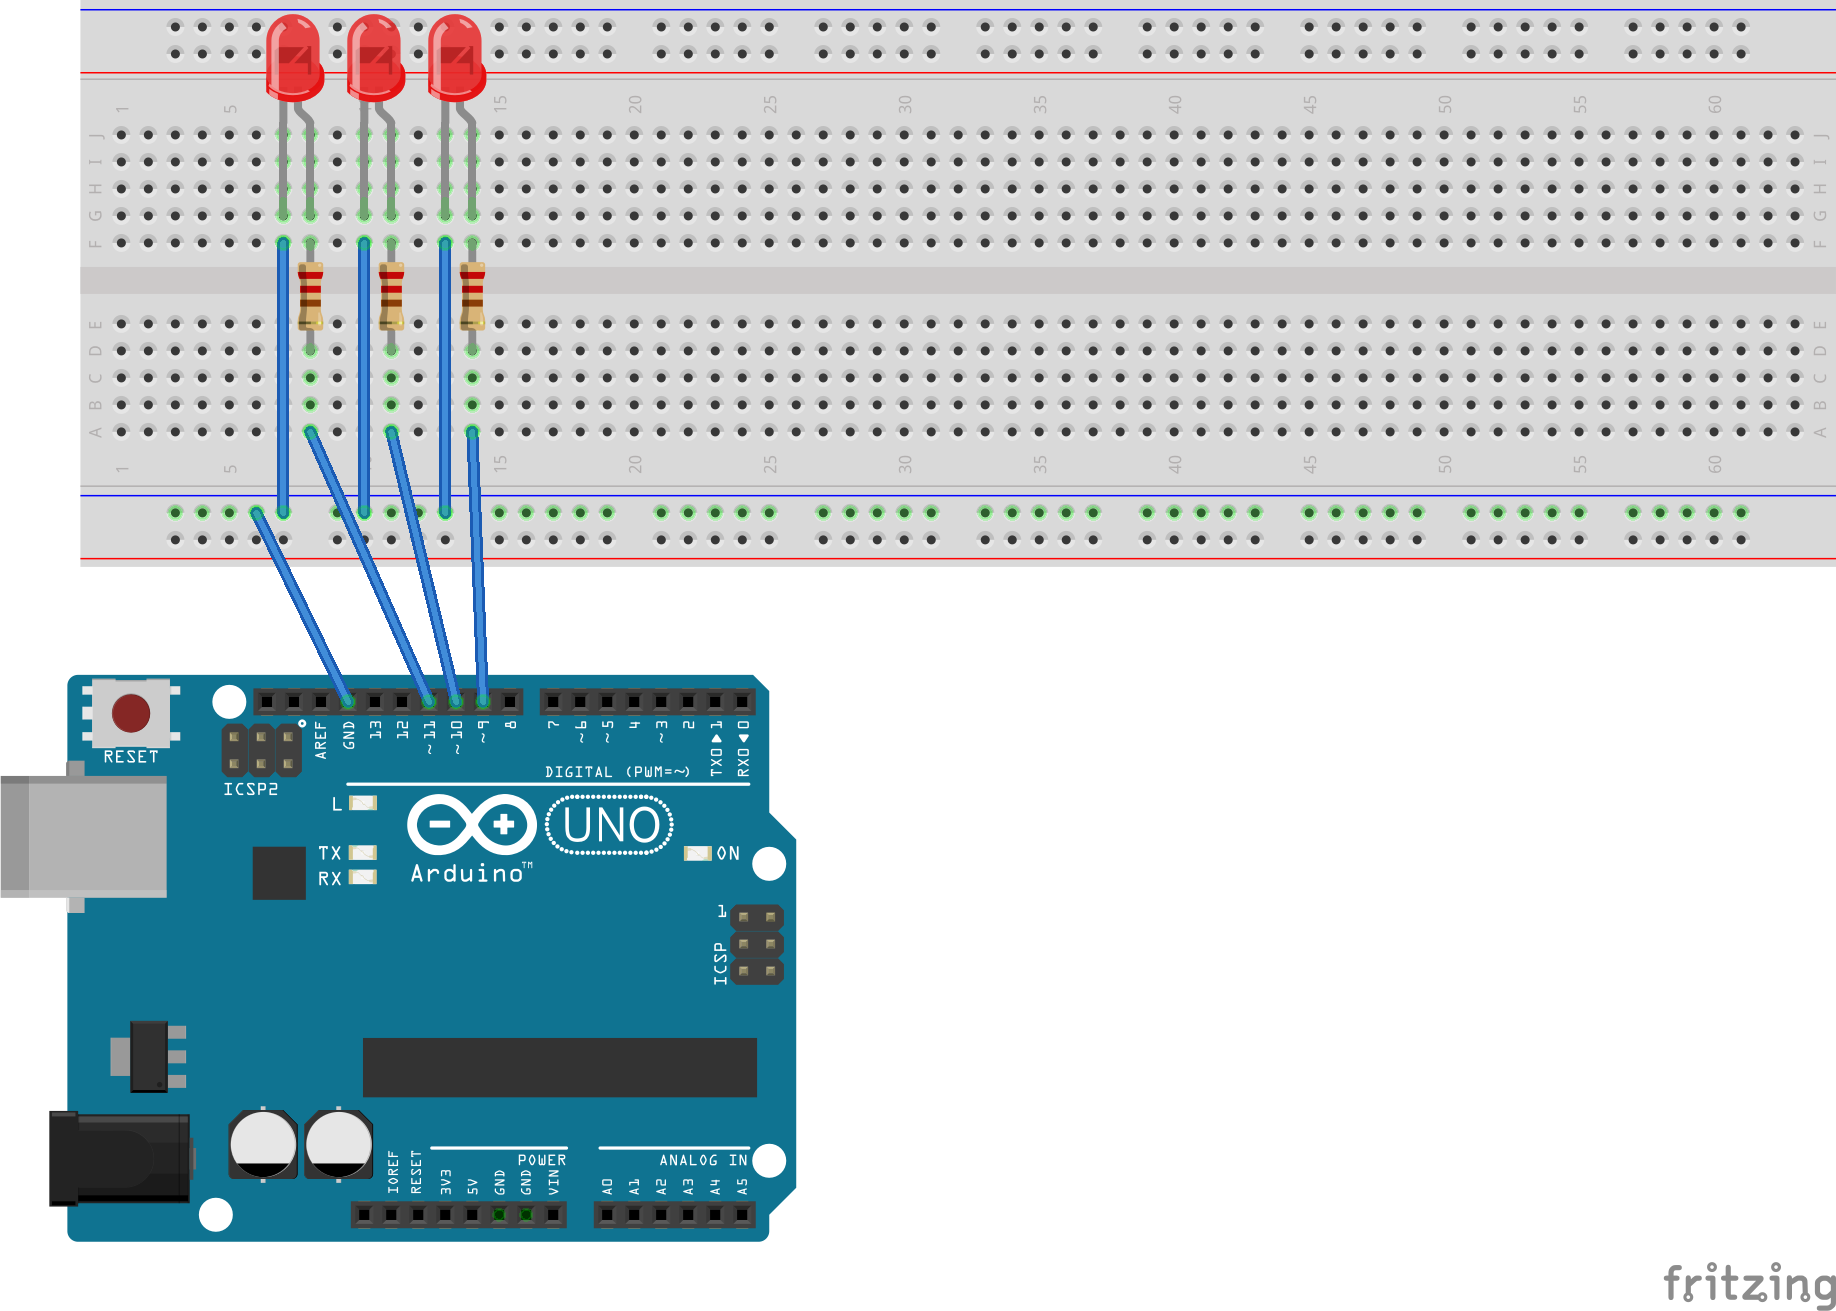 1 5 15 20 25 30 35 40 45 50 55 60
J J
I I
H H
G G
F F
E E
D D
C C
B B
A A
1 5 15 20 25 30 35 40 45 50 55 60
RESET
ICSP2
AREF GND 13 12 ~11 ~10 ~9 8 7 ~6 ~5 4 ~3 2 TX0▶1 RX0◀0
DIGITAL (PWM=~)
L
TX
RX
UNO
Arduino™
ON
1
ICSP
POWER
ANALOG IN
IOREF RESET 3V3 5V GND GND VIN A0 A1 A2 A3 A4 A5
fritzing